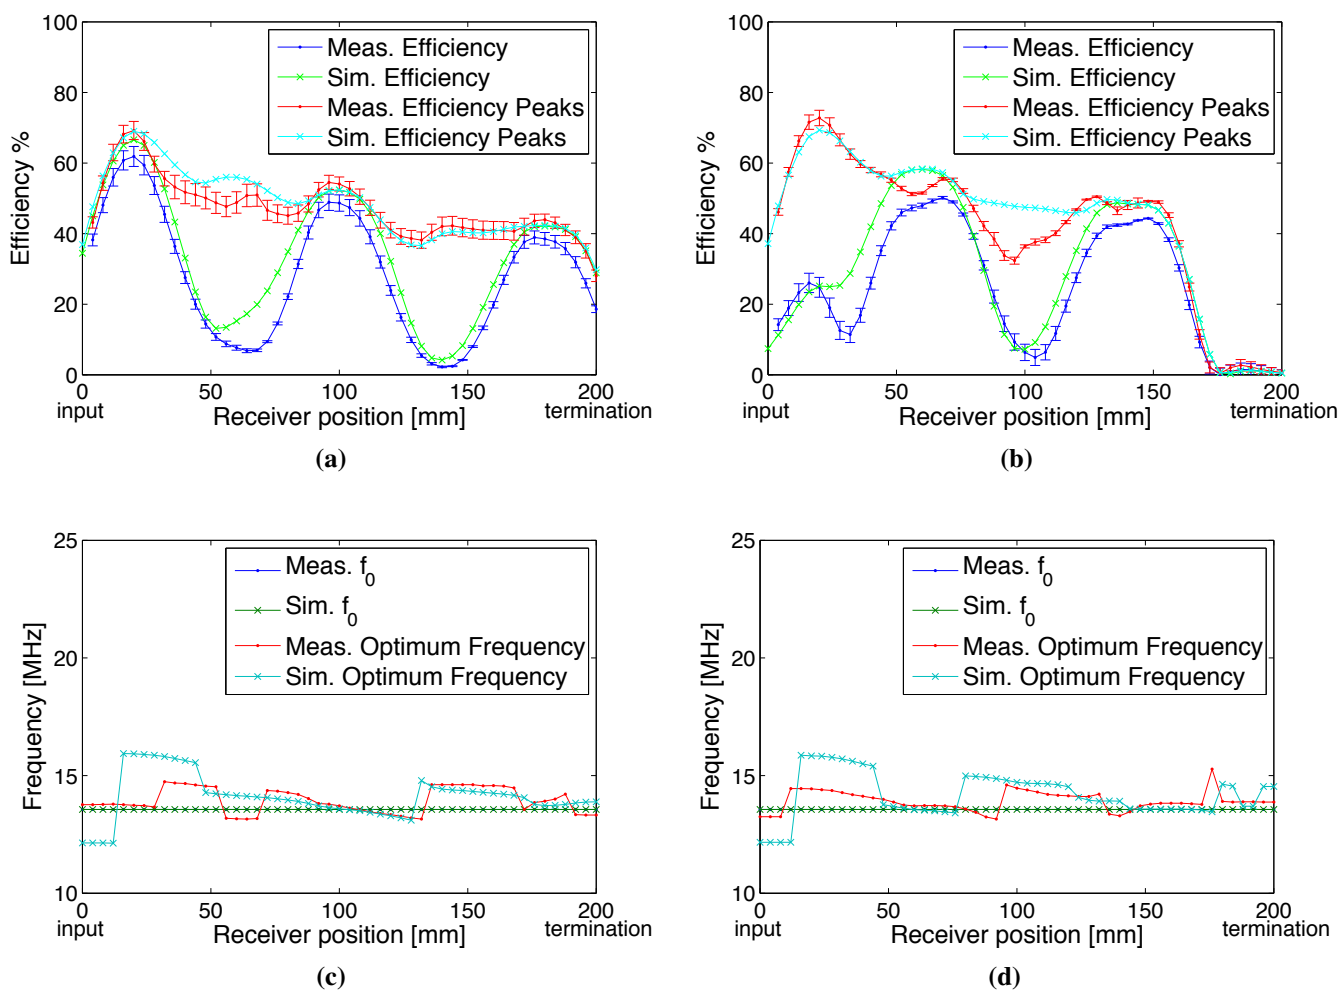 100
80
60
40
20
0
Efficiency %
Meas. Efficiency
Sim. Efficiency
Meas. Efficiency Peaks
Sim. Efficiency Peaks
0 50 100 150 200
input Receiver position [mm] termination
(a)
100
80
60
40
20
0
Efficiency %
Meas. Efficiency
Sim. Efficiency
Meas. Efficiency Peaks
Sim. Efficiency Peaks
0 50 100 150 200
input Receiver position [mm] termination
(b)
25
20
15
10
Frequency [MHz]
Meas. f0
Sim. f0
Meas. Optimum Frequency
Sim. Optimum Frequency
0 50 100 150 200
input Receiver position [mm] termination
(c)
25
20
15
10
Frequency [MHz]
Meas. f0
Sim. f0
Meas. Optimum Frequency
Sim. Optimum Frequency
0 50 100 150 200
input Receiver position [mm] termination
(d)